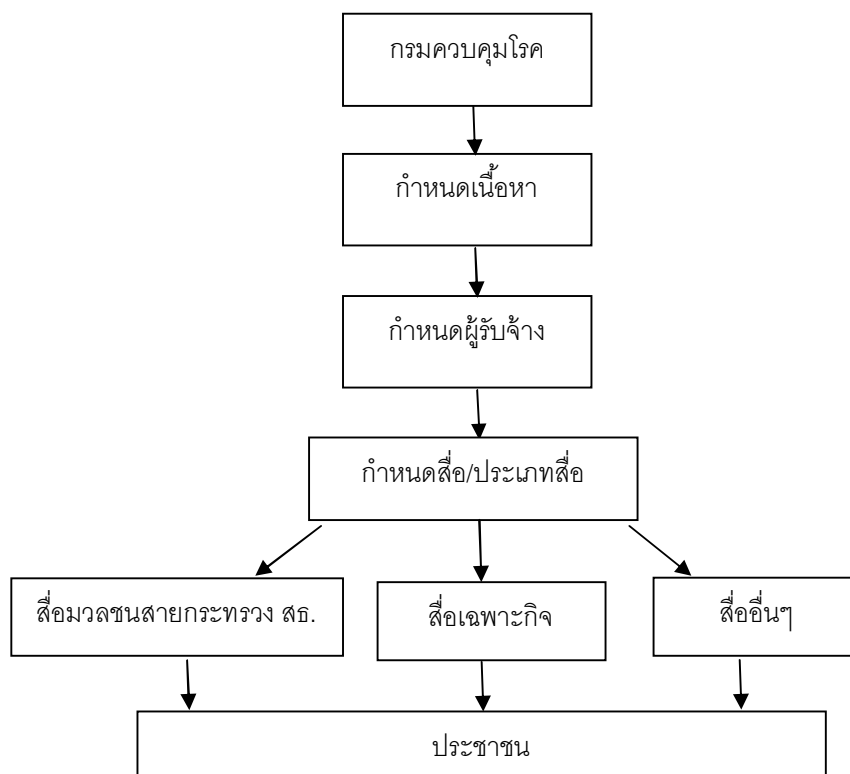 กรมควบคุมโรค
กำหนดเนื้อหา
กำหนดผู้รับจ้าง
กำหนดสื่อ/ประเภทสื่อ
สื่อมวลชนสายกระทรวง สธ.
สื่อเฉพาะกิจ
สื่ออื่นๆ
ประชาชน